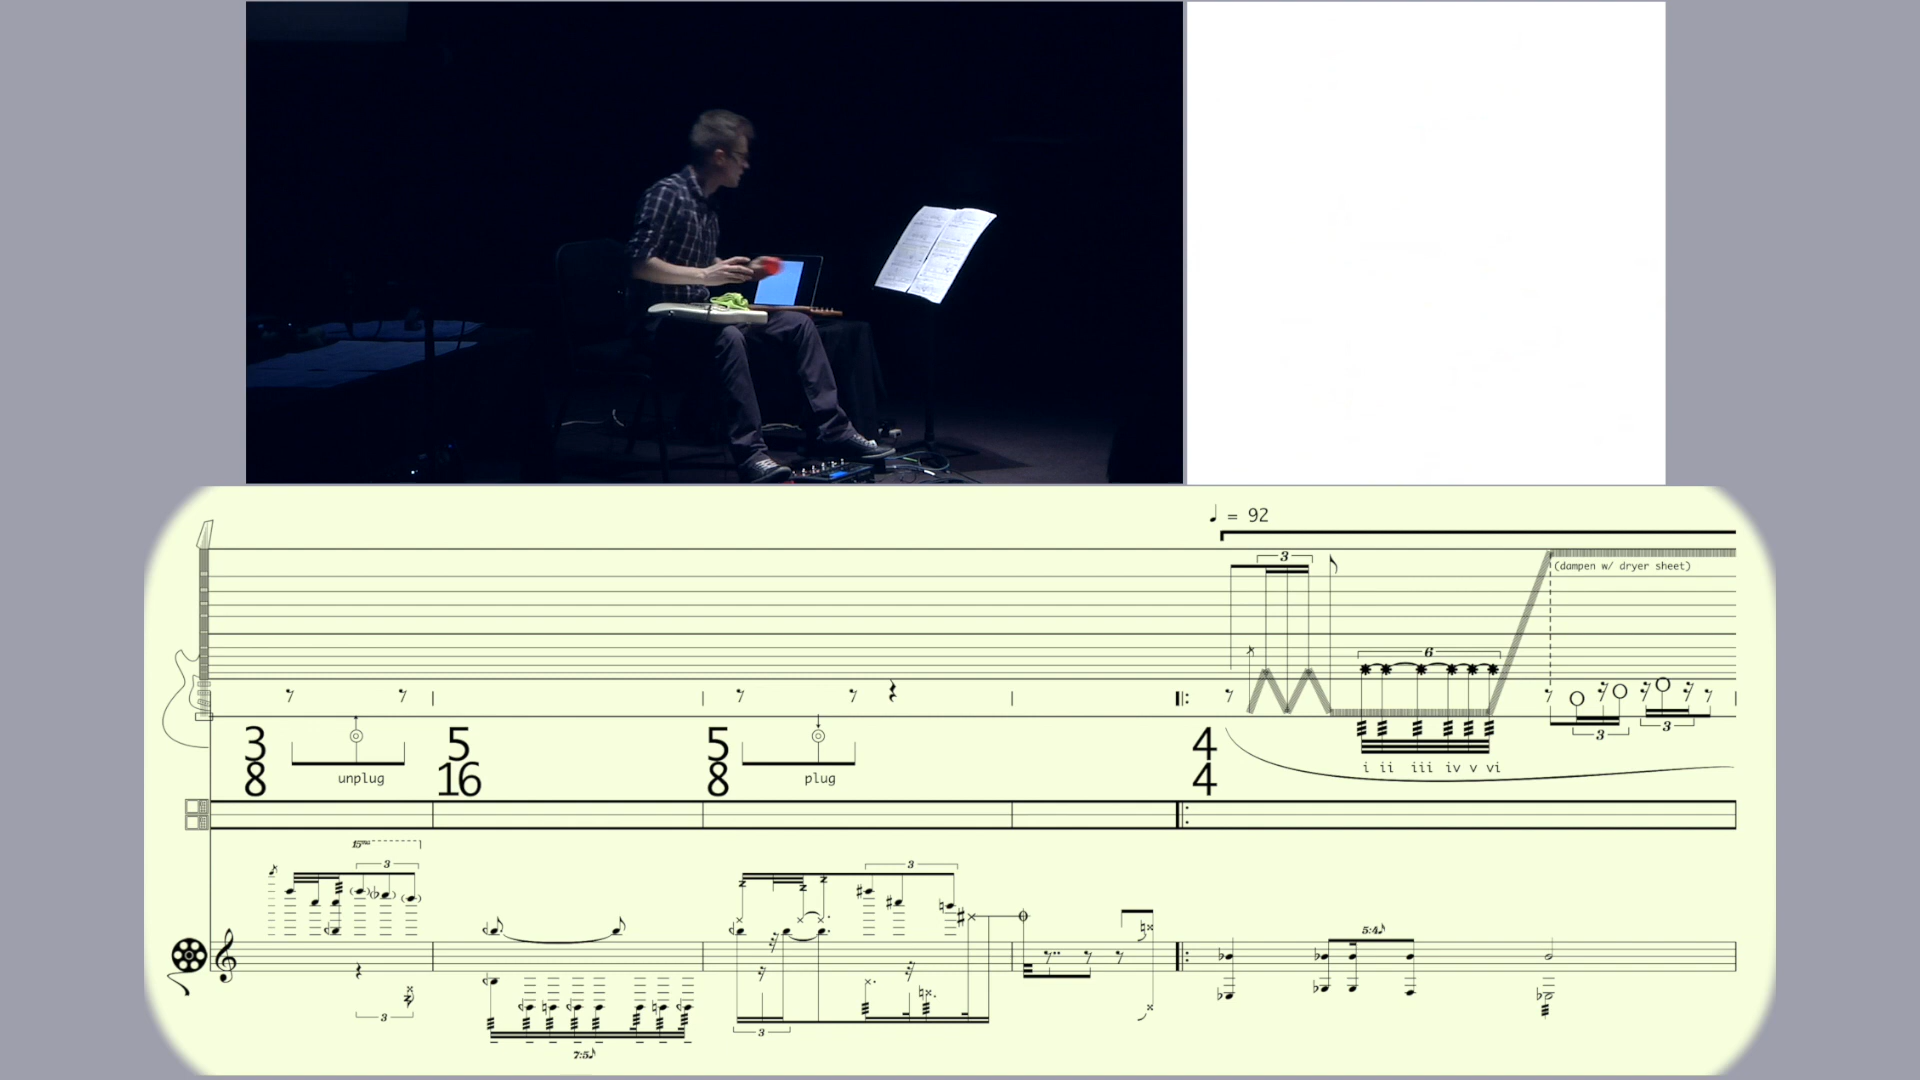 ♩ = 92
3
(dampen w/ dryer sheet)
6
3 5 5 4
8 16 8 4
3 3
unplug plug
i ii iii iv v vi
15ma
3 3
5:4♪
3 3
7:5♪